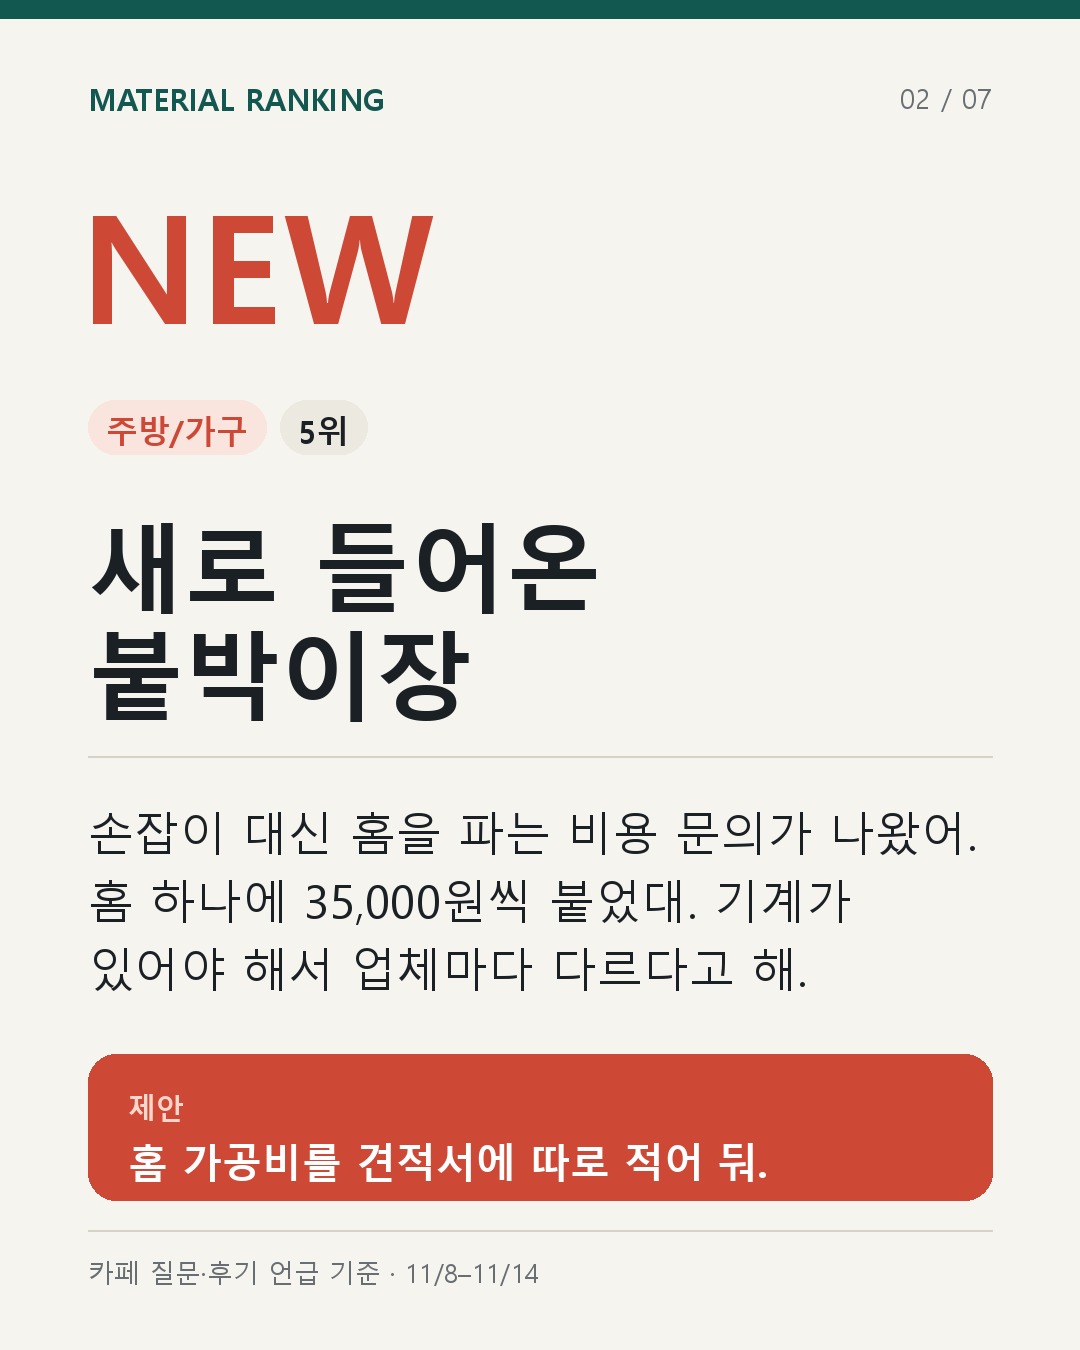 MATERIAL RANKING
02 / 07
NEW
주방/가구
5위
새로 들어온
붙박이장
손잡이 대신 홈을 파는 비용 문의가 나왔어.
홈 하나에 35,000원씩 붙었대. 기계가
있어야 해서 업체마다 다르다고 해.
제안
홈 가공비를 견적서에 따로 적어 둬.
카페 질문·후기 언급 기준 · 11/8–11/14